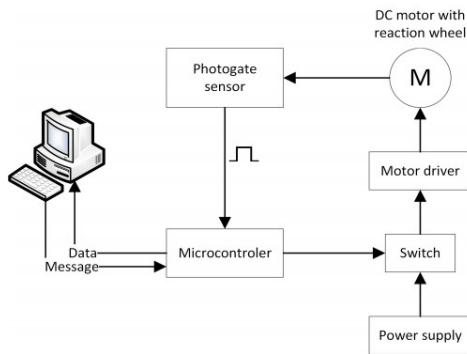 DC motor with
reaction wheel
Photogate
sensor
M
Motor driver
Data
Message
Microcontroler
Switch
Power supply